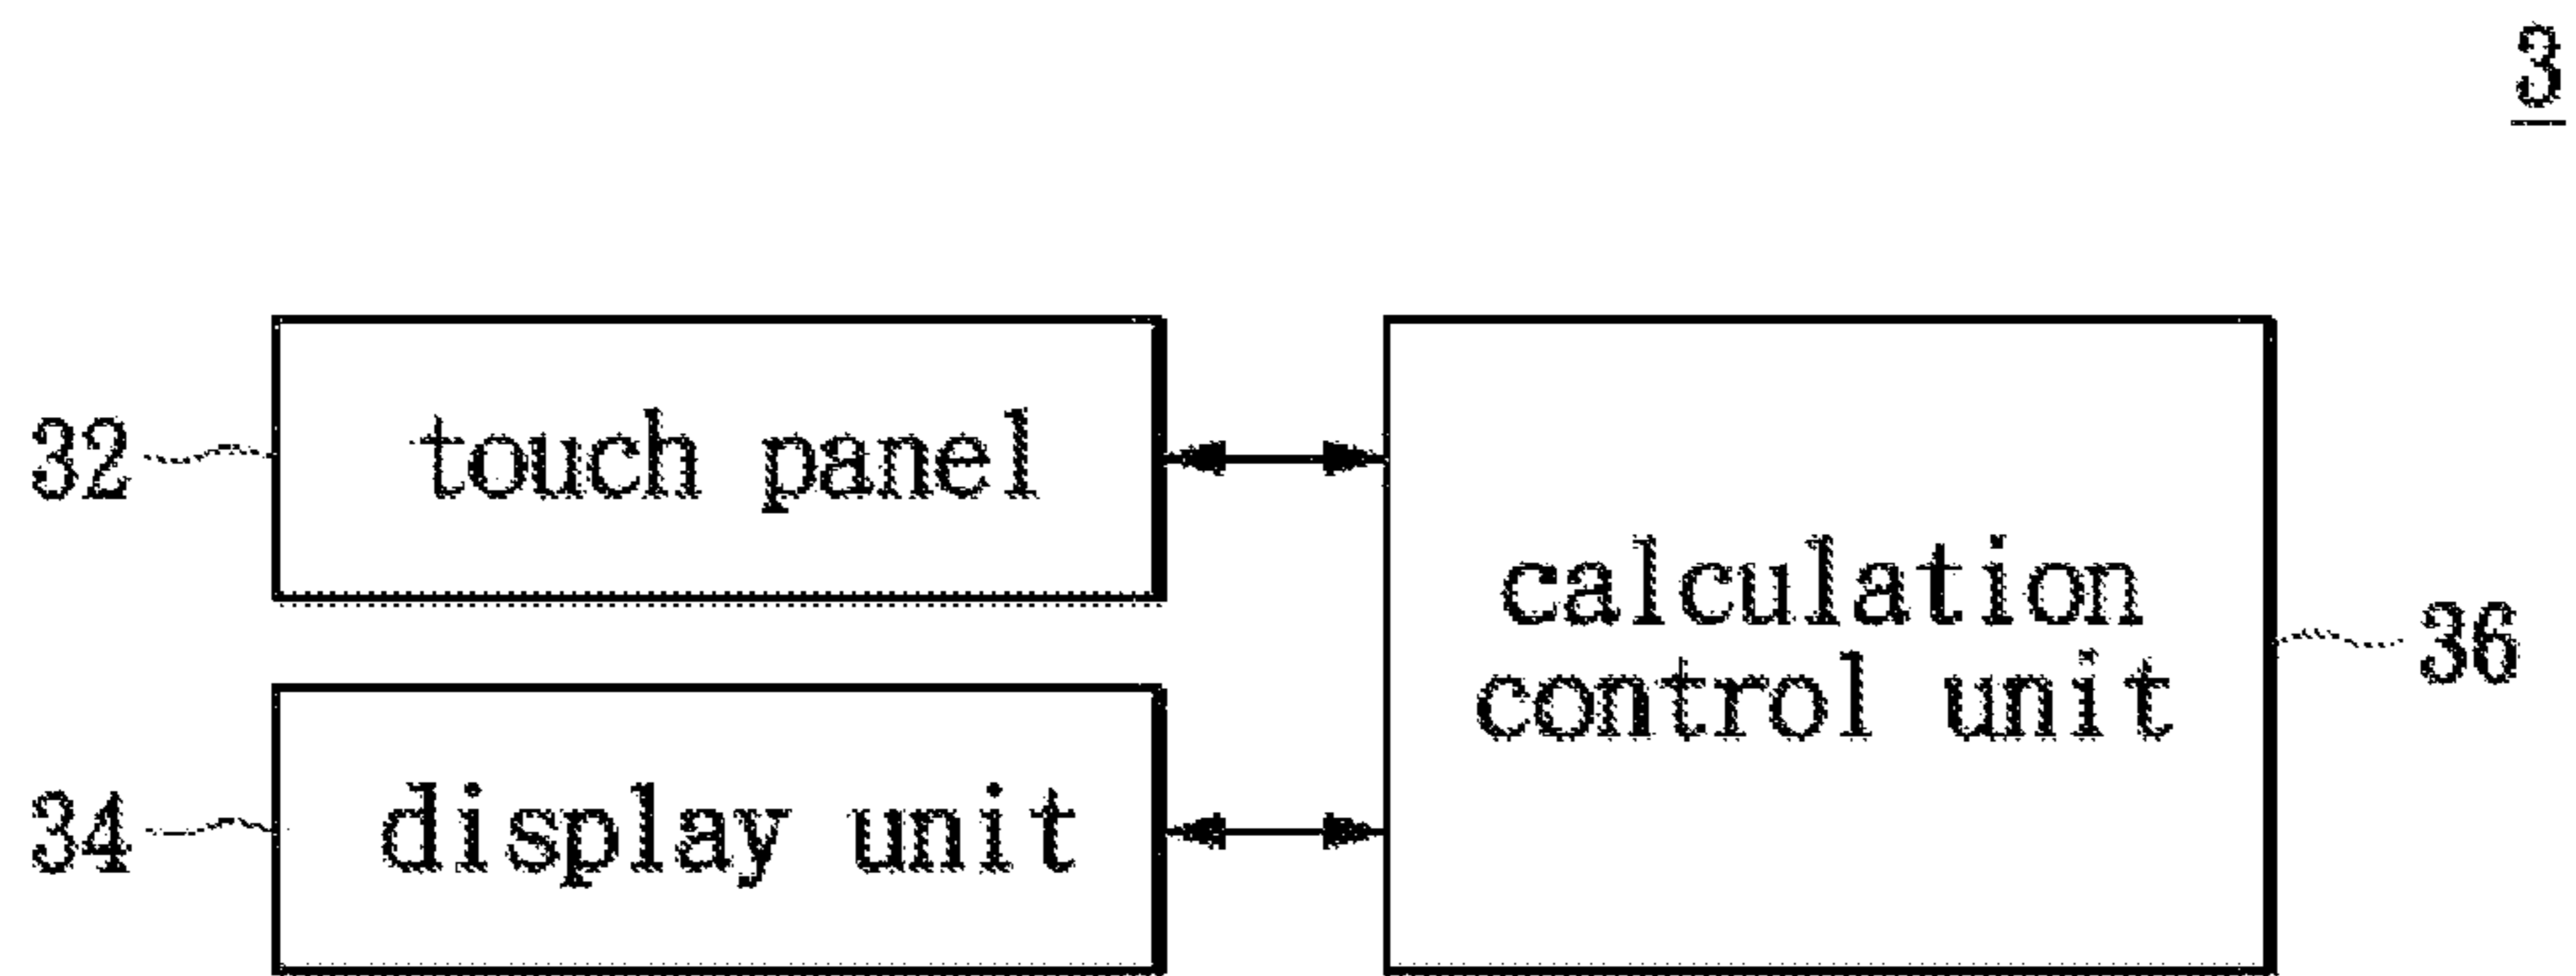 3
32
touch panel
calculation
control unit
36
34
display unit